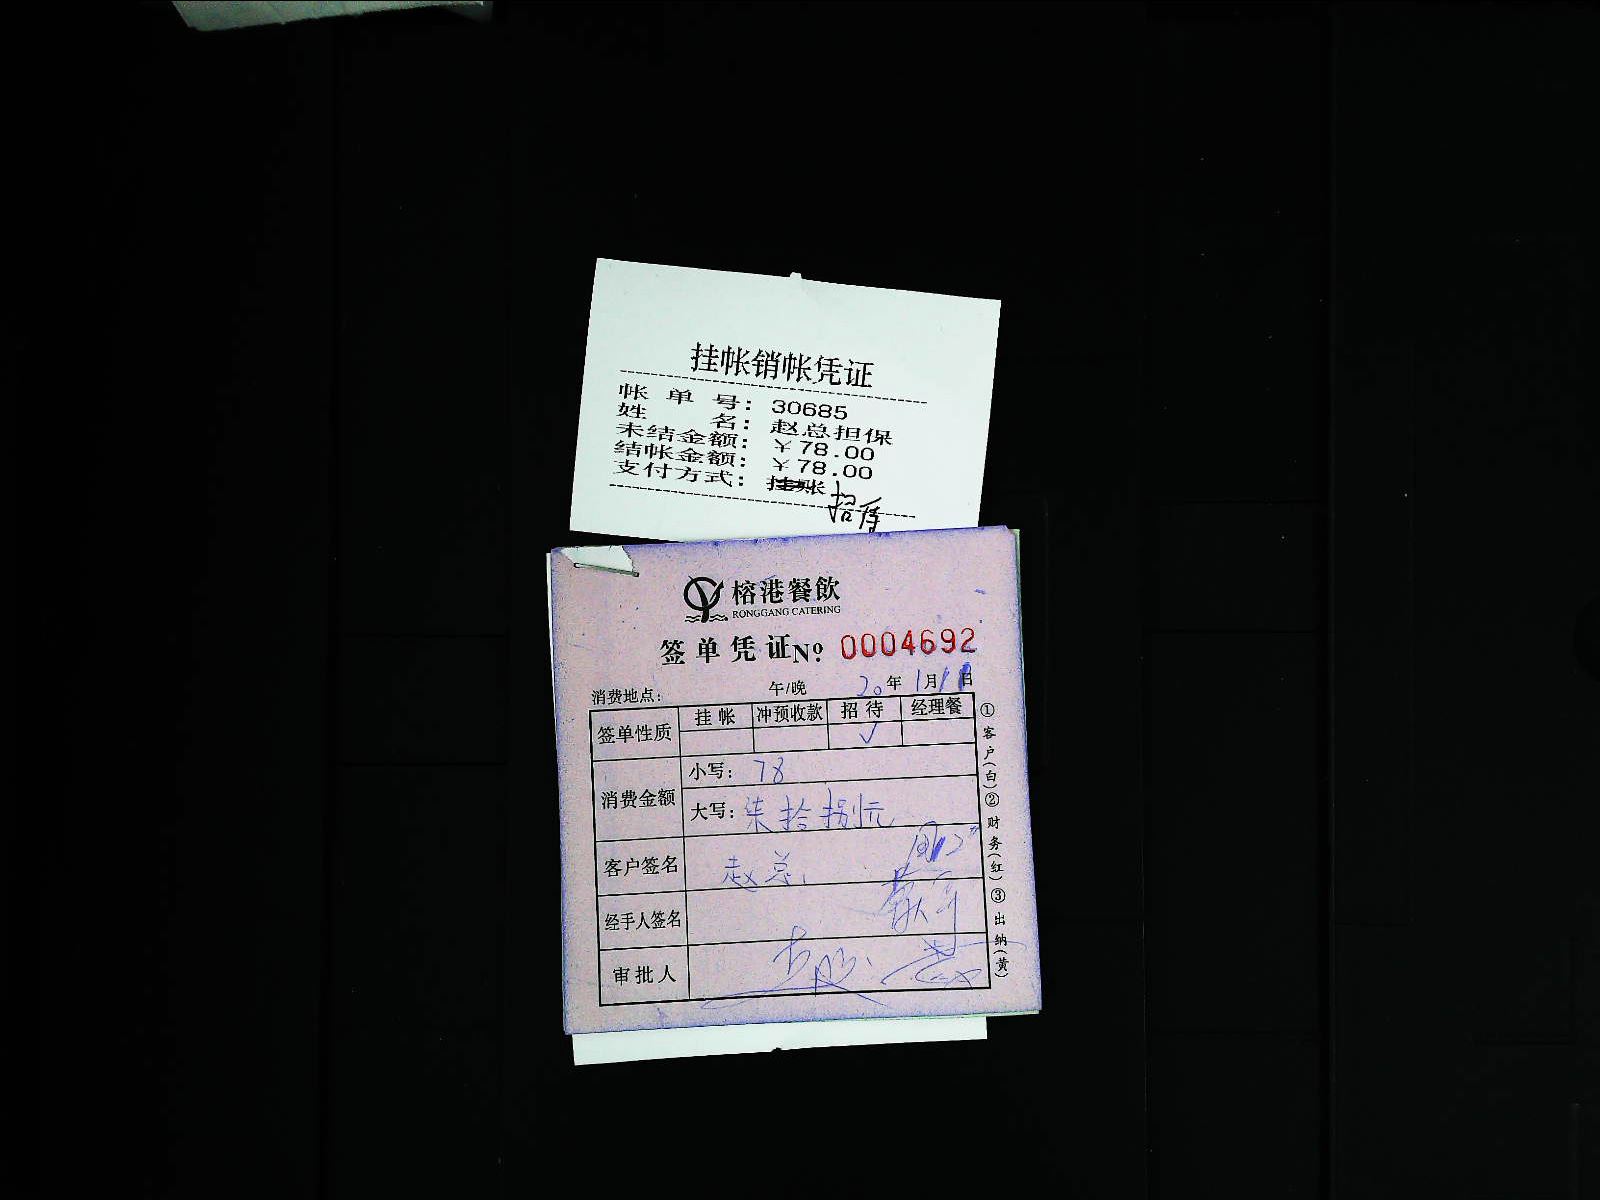 挂帐销帐凭证
帐单号：30685
姓名：赵总担保
未结金额：￥78.00
结帐金额：￥78.00
支付方式：挂账 招待
榕港餐飲
RONGGANG CATERING
签单凭证 Nº 0004692
消费地点： 午/晚 20年1月11日
签单性质 挂帐 冲预收款 招待 经理餐
✓
消费金额 小写：78
大写：柒拾捌元
客户签名 赵总
经手人签名
审批人
①客户（白）②财务（红）③出纳（黄）